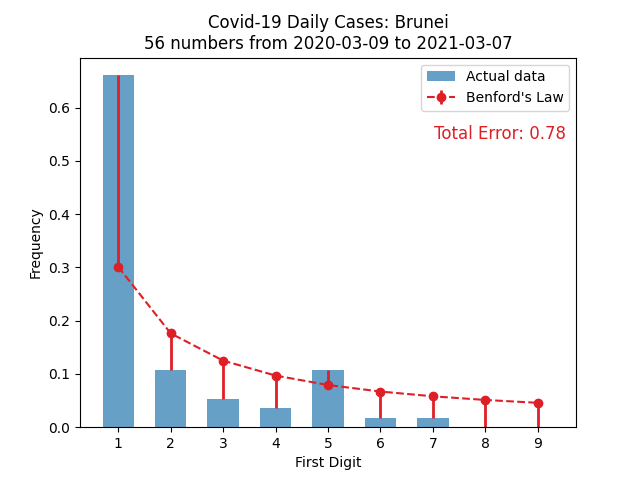 Covid-19 Daily Cases: Brunei
56 numbers from 2020-03-09 to 2021-03-07
Actual data
Benford's Law
Total Error: 0.78
Frequency
0.6
0.5
0.4
0.3
0.2
0.1
0.0
1 2 3 4 5 6 7 8 9
First Digit